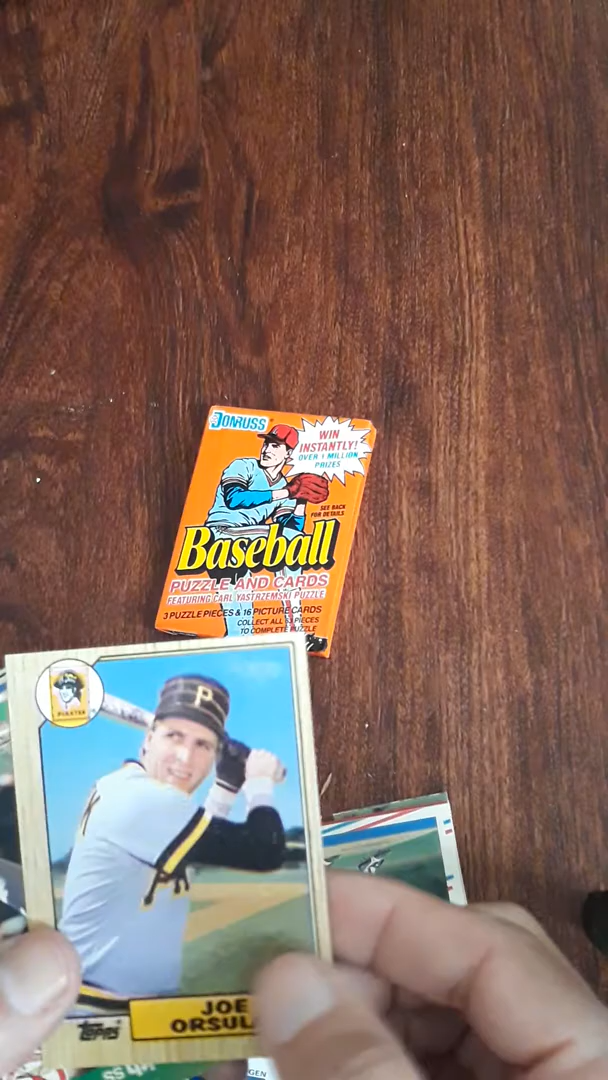 DONRUSS
WIN
INSTANTLY!
OVER 1 MILLION
PRIZES
SEE BACK
FOR DETAILS
Baseball
PUZZLE AND CARDS
FEATURING CARL YASTRZEMSKI PUZZLE
3 PUZZLE PIECES & 16 PICTURE CARDS
COLLECT ALL 63 PIECES
TO COMPLETE PUZZLE
P
PIRATES
JOE
ORSUL
Topps